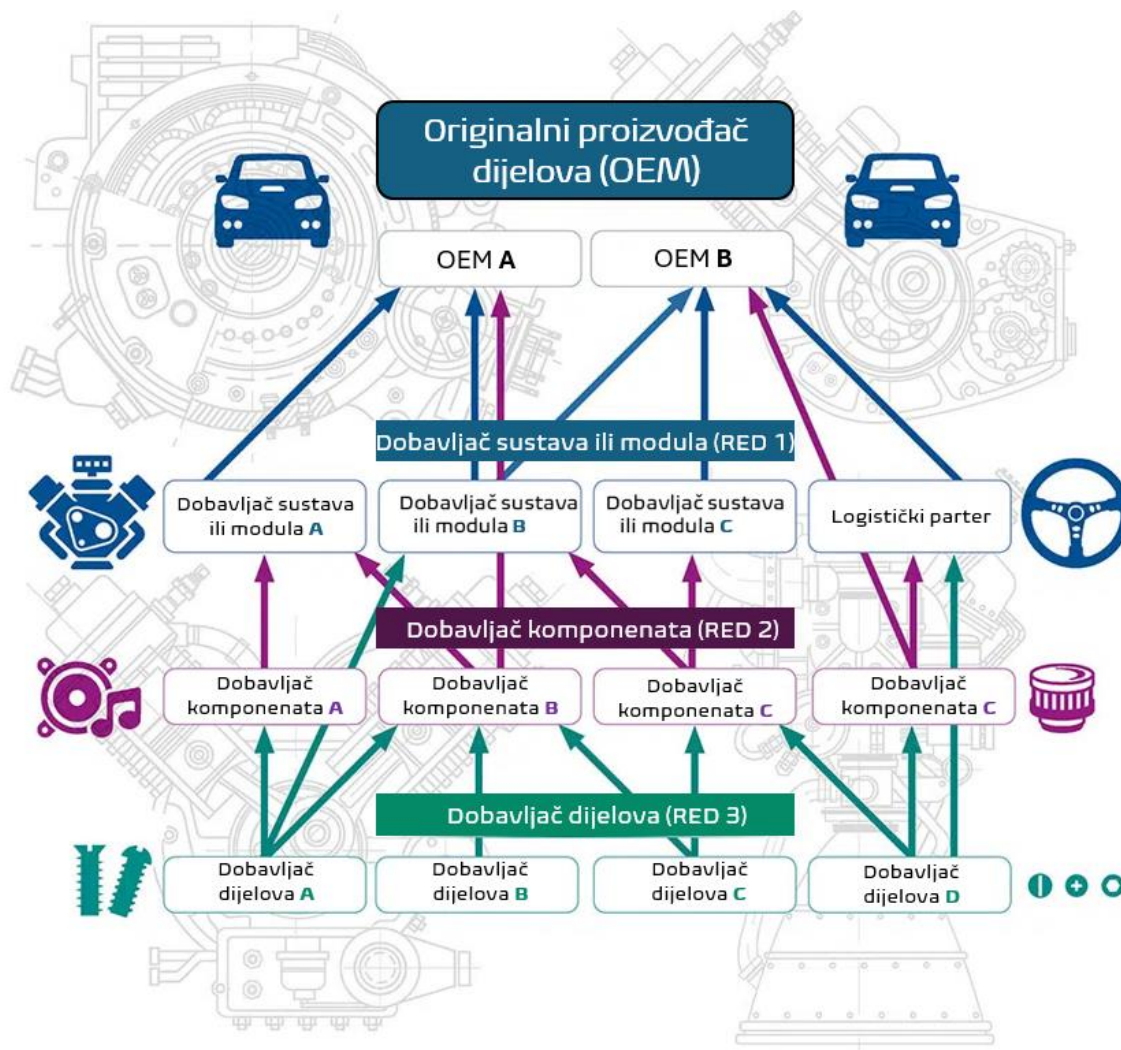 Originalni proizvođač
dijelova (OEM)
OEM A
OEM B
Dobavljač sustava ili modula (RED 1)
Dobavljač sustava
ili modula A
Dobavljač sustava
ili modula B
Dobavljač sustava
ili modula C
Logistički parter
Dobavljač komponenata (RED 2)
Dobavljač
komponenata A
Dobavljač
komponenata B
Dobavljač
komponenata C
Dobavljač
komponenata C
Dobavljač dijelova (RED 3)
Dobavljač
dijelova A
Dobavljač
dijelova B
Dobavljač
dijelova C
Dobavljač
dijelova D